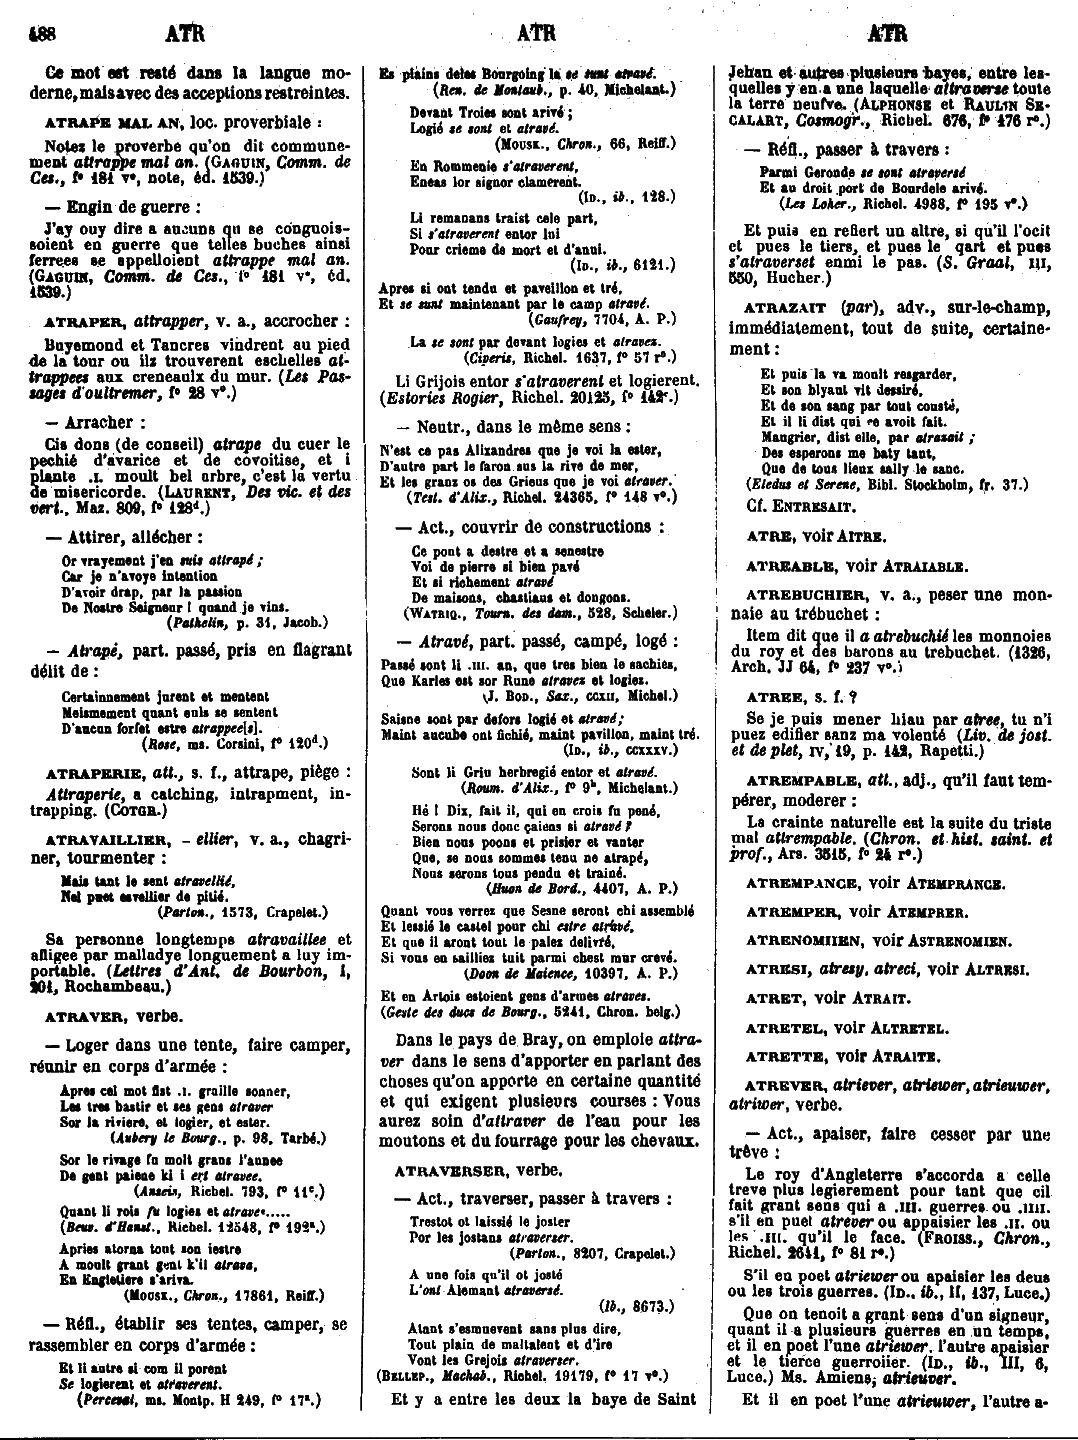 488 ATR ATR ATR
Ce mot est resté dans la langue mo-
derne, mais avec des acceptions restreintes.
ATRAPE MAL AN, loc. proverbiale :
Notez le proverbe qu'on dit commune-
ment attrappe mal an. (GAGUIN, Comm. de
Ces., f° 181 v°, note, éd. 1539.)
— Engin de guerre :
J'ay ouy dire a aucuns qu se congnois-
soient en guerre que telles buches ainsi
ferrees se appelloient attrappe mal an.
(GAGUIN, Comm. de Ces., f° 181 v°, éd.
1539.)
ATRAPER, attrapper, v. a., accrocher :
Buyemond et Tancres vindrent au pied
de la tour ou ilz trouverent eschelles at-
trappees aux creneaulx du mur. (Les Pas-
sages d'oultremer, f° 28 v°.)
— Arracher :
Cis dons (de conseil) atrape du cuer le
pechié d'avarice et de covoitise, et i
plante .I. moult bel arbre, c'est la vertu
de misericorde. (LAURENT, Des vic. et des
vert., Maz. 809, f° 128d.)
— Attirer, allécher :
Or vrayement j'en suis attrapé ;
Car je n'avoye intention
D'avoir drap, par la passion
De Nostre Seigneur ! quand je vins.
(Pathelin, p. 31, Jacob.)
— Atrapé, part. passé, pris en flagrant
délit de :
Certainnement jurent et mentent
Meismement quant euls se sentent
D'aucun forfet estre atrappee[s].
(Rose, ms. Corsini, f° 120d.)
ATRAPERIE, att., s. f., attrape, piège :
Attraperie, a catching, intrapment, in-
trapping. (COTGR.)
ATRAVAILLIER, - ellier, v. a., chagri-
ner, tourmenter :
Mais tant le sent atravellié,
Nel puet esvellier de pitié.
(Parton., 1573, Crapelet.)
Sa personne longtemps atravaillee et
afligee par malladye longuement a luy im-
portable. (Lettres d'Ant. de Bourbon, I,
201, Rochambeau.)
ATRAVER, verbe.
— Loger dans une tente, faire camper,
réunir en corps d'armée :
Apres cel mot fist .I. graille sonner,
Les tres bastir et ses gens atraver
Sor la riviere, et logier, et ester.
(Aubery le Bourg., p. 98, Tarbé.)
Sor le rivage fu molt grans l'aunee
De gent paiene ki i ert atravee.
(Anseis, Richel. 793, f° 11c.)
Quant li rois fu logies et atraves.....
(Beus. d'Hanst., Richel. 12548, f° 192a.)
Apries atorna tout son iestre
A moult grant gent k'il atrava,
En Engletiere s'ariva.
(MOUSK., Chron., 17861, Reiff.)
— Réfl., établir ses tentes, camper, se
rassembler en corps d'armée :
Et li autre si com il porent
Se logierent et atraverent.
(Perceval, ms. Montp. H 249, f° 17a.)
Es plains deles Bourgoing la se sunt atravé.
(Ren. de Montaub., p. 40, Michelant.)
Devant Troies sont arivé ;
Logié se sont et atravé.
(MOUSK., Chron., 66, Reiff.)
En Rommenie s'atraverent,
Eneas lor signor clamerent.
(ID., ib., 128.)
Li remanans traist cele part,
Si s'atraverent entor lui
Pour crieme de mort et d'anui.
(ID., ib., 6121.)
Apres si ont tendu et paveillon et tré,
Et se sunt maintenant par le camp atravé.
(Gaufrey, 7704, A. P.)
La se sont par devant logies et atravez.
(Ciperis, Richel. 1637, f° 57 r°.)
Li Grijois entor s'atraverent et logierent.
(Estories Rogier, Richel. 20125, f° 142r.)
— Neutr., dans le même sens :
N'est ce pas Alixandres que je voi la ester,
D'autre part le faron sus la rive de mer,
Et les granz os des Grieus que je voi atraver.
(Test. d'Alix., Richel. 24365, f° 148 v°.)
— Act., couvrir de constructions :
Ce pont a destre et a senestre
Voi de pierre si bien pavé
Et si richement atravé
De maisons, chastiaus et dongons.
(WATRIQ., Tourn. des dam., 528, Scheler.)
— Atravé, part. passé, campé, logé :
Passé sont li .III. an, que tres bien le sachies,
Que Karles est sor Rune atravez et logiez.
(J. BOD., Sax., CCXII, Michel.)
Saisne sont par defors logié et atravé;
Maint aucube ont fichié, maint pavillon, maint tré.
(ID., ib., CCXXXV.)
Sont li Griu herbregié entor et atravé.
(Roum. d'Alix., f° 9b, Michelant.)
Hé ! Dix, fait il, qui en crois fu pené,
Serons nous donc çaiens si atravé ?
Bien nous poons et prisier et vanter
Que, se nous sommes tenu ne atrapé,
Nous serons tous pendu et trainé.
(Huon de Bord., 4407, A. P.)
Quant vous verrez que Sesne seront chi assemblé
Et lessié le castel pour chi estre atravé,
Et que il aront tout le palez delivré,
Si vous en sailliez tuit parmi chest mur crevé.
(Doon de Maience, 10397, A. P.)
Et en Artois estoient gens d'armes atraves.
(Geste des ducs de Bourg., 5241, Chron. belg.)
Dans le pays de Bray, on emploie attra-
ver dans le sens d'apporter en parlant des
choses qu'on apporte en certaine quantité
et qui exigent plusieurs courses : Vous
aurez soin d'attraver de l'eau pour les
moutons et du fourrage pour les chevaux.
ATRAVERSER, verbe.
— Act., traverser, passer à travers :
Trestot ot laissié le joster
Por les jostans atraverser.
(Parton., 8207, Crapelet.)
A une fois qu'il ot josté
L'ont Alemant atraversé.
(Ib., 8673.)
Atant s'esmuevent sans plus dire,
Tout plain de maltalent et d'ire
Vont les Grejois atraverser.
(BELLEP., Machab., Richel. 19179, f° 17 v°.)
Et y a entre les deux la baye de Saint
Jehan et autres plusieurs bayes, entre les-
quelles y en a une laquelle attraverse toute
la terre neufve. (ALPHONSE et RAULIN SE-
CALART, Cosmogr., Richel. 676, f° 176 r°.)
— Réfl., passer à travers :
Parmi Geronde se sont atraversé
Et au droit port de Bourdele arivé.
(Les Loher., Richel. 4988, f° 195 v°.)
Et puis en refiert un altre, si qu'il l'ocit
et pues le tiers, et pues le qart et pues
s'atraverset enmi le pas. (S. Graal, III,
550, Hucher.)
ATRAZAIT (par), adv., sur-le-champ,
immédiatement, tout de suite, certaine-
ment :
Et puis la va moult resgarder,
Et son blyaut vit dessiré,
Et de son sang par tout cousté,
Et il li dist qui ce avoit fait.
Maugrier, dist elle, par atrazait ;
Des esperons me baty tant,
Que de tous lieux sally le sanc.
(Eledus et Serene, Bibl. Stockholm, fr. 37.)
Cf. ENTRESAIT.
ATRE, voir AITRE.
ATREABLE, voir ATRAIABLE.
ATREBUCHIER, v. a., peser une mon-
naie au trébuchet :
Item dit que il a atrebuchié les monnoies
du roy et des barons au trebuchet. (1326,
Arch. JJ 64, f° 237 v°.)
ATREE, s. f. ?
Se je puis mener hiau par atree, tu n'i
puez edifier sanz ma volenté (Liv. de jost.
et de plet, IV, 19, p. 142, Rapetti.)
ATREMPABLE, att., adj., qu'il faut tem-
pérer, moderer :
La crainte naturelle est la suite du triste
mal attrempable. (Chron. et hist. saint. et
prof., Ars. 3515, f° 24 r°.)
ATREMPANCE, voir ATEMPRANCE.
ATREMPER, voir ATEMPRER.
ATRENOMIIEN, voir ASTRENOMIEN.
ATRESI, atresy, atreci, voir ALTRESI.
ATRET, voir ATRAIT.
ATRETEL, voir ALTRETEL.
ATRETTE, voir ATRAITE.
ATREVER, atriever, atriewer, atrieuwer,
atriwer, verbe.
— Act., apaiser, faire cesser par une
trêve :
Le roy d'Angleterre s'accorda a celle
treve plus legierement pour tant que cil
fait grant sens qui a .III. guerres ou .IIII.
s'il en puet atrever ou appaisier les .II. ou
les .III. qu'il le face. (FROISS., Chron.,
Richel. 2641, f° 81 r°.)
S'il en poet atriewer ou apaisier les deus
ou les trois guerres. (ID., ib., II, 137, Luce.)
Que on tenoit a grant sens d'un signeur,
quant il a plusieurs guerres en un temps,
et il en poet l'une atriewer, l'autre apaisier
et le tierce guerroiier. (ID., ib., III, 6,
Luce.) Ms. Amiens; atrieuver.
Et il en poet l'une atrieuwer, l'autre a-